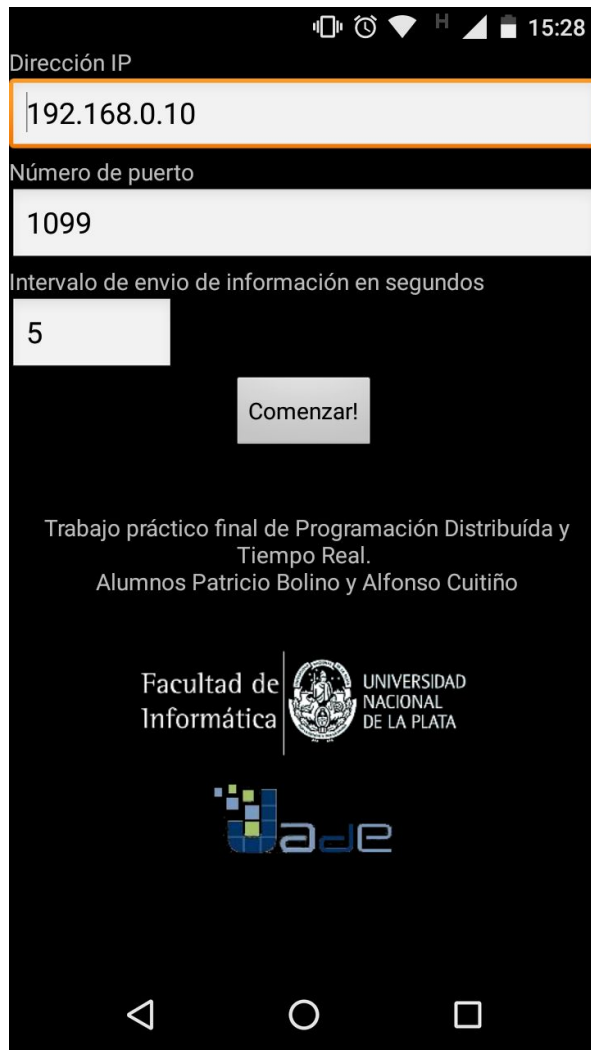 H 15:28
Dirección IP
192.168.0.10
Número de puerto
1099
Intervalo de envio de información en segundos
5
Comenzar!
Trabajo práctico final de Programación Distribuída y
Tiempo Real.
Alumnos Patricio Bolino y Alfonso Cuitiño
Facultad de
Informática
UNIVERSIDAD
NACIONAL
DE LA PLATA
Jade